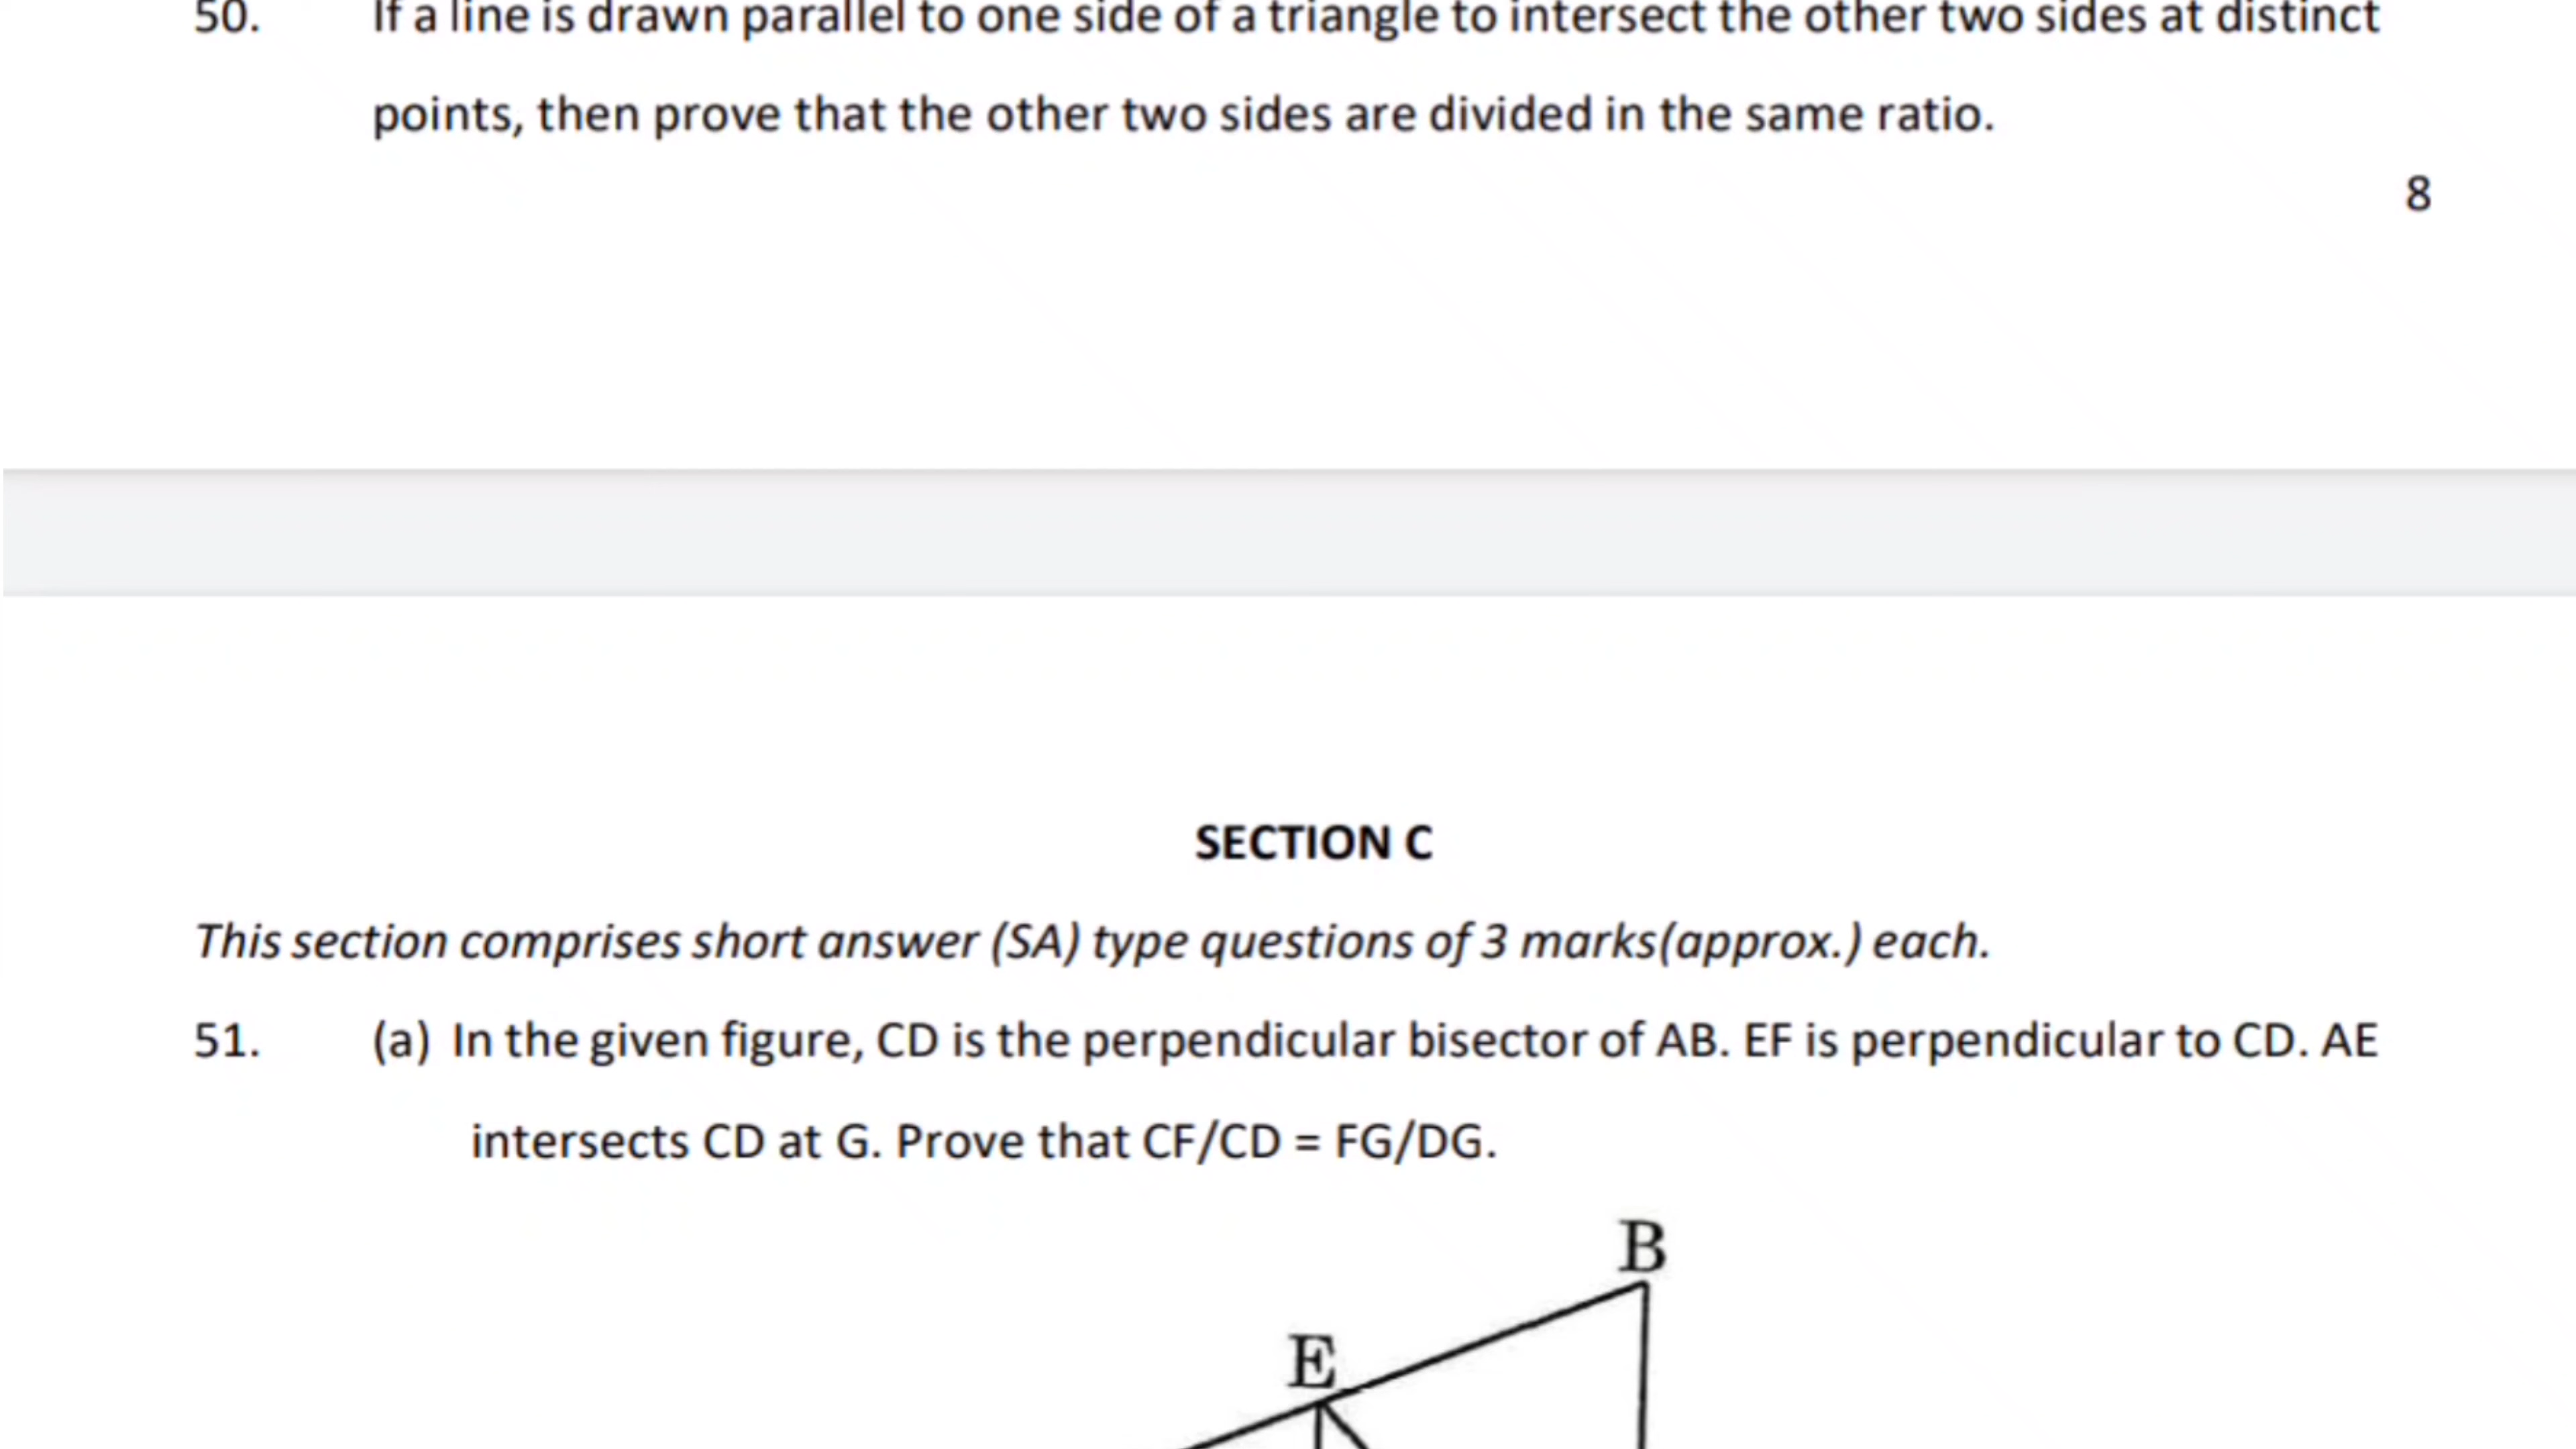 50. If a line is drawn parallel to one side of a triangle to intersect the other two sides at distinct
points, then prove that the other two sides are divided in the same ratio.
8
SECTION C
This section comprises short answer (SA) type questions of 3 marks(approx.) each.
51. (a) In the given figure, CD is the perpendicular bisector of AB. EF is perpendicular to CD. AE
intersects CD at G. Prove that CF/CD = FG/DG.
B
E